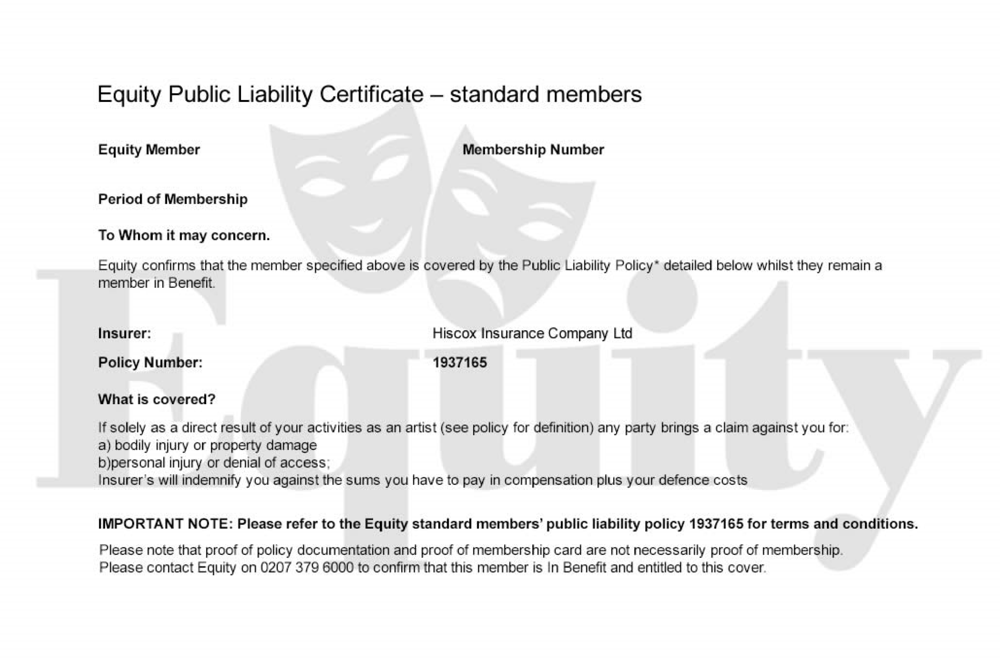 Equity Public Liability Certificate – standard members
Equity Member Membership Number
Period of Membership
To Whom it may concern.
Equity confirms that the member specified above is covered by the Public Liability Policy* detailed below whilst they remain a
member in Benefit.
Insurer: Hiscox Insurance Company Ltd
Policy Number: 1937165
What is covered?
If solely as a direct result of your activities as an artist (see policy for definition) any party brings a claim against you for:
a) bodily injury or property damage
b)personal injury or denial of access;
Insurer's will indemnify you against the sums you have to pay in compensation plus your defence costs
IMPORTANT NOTE: Please refer to the Equity standard members' public liability policy 1937165 for terms and conditions.
Please note that proof of policy documentation and proof of membership card are not necessarily proof of membership.
Please contact Equity on 0207 379 6000 to confirm that this member is In Benefit and entitled to this cover.
Equity